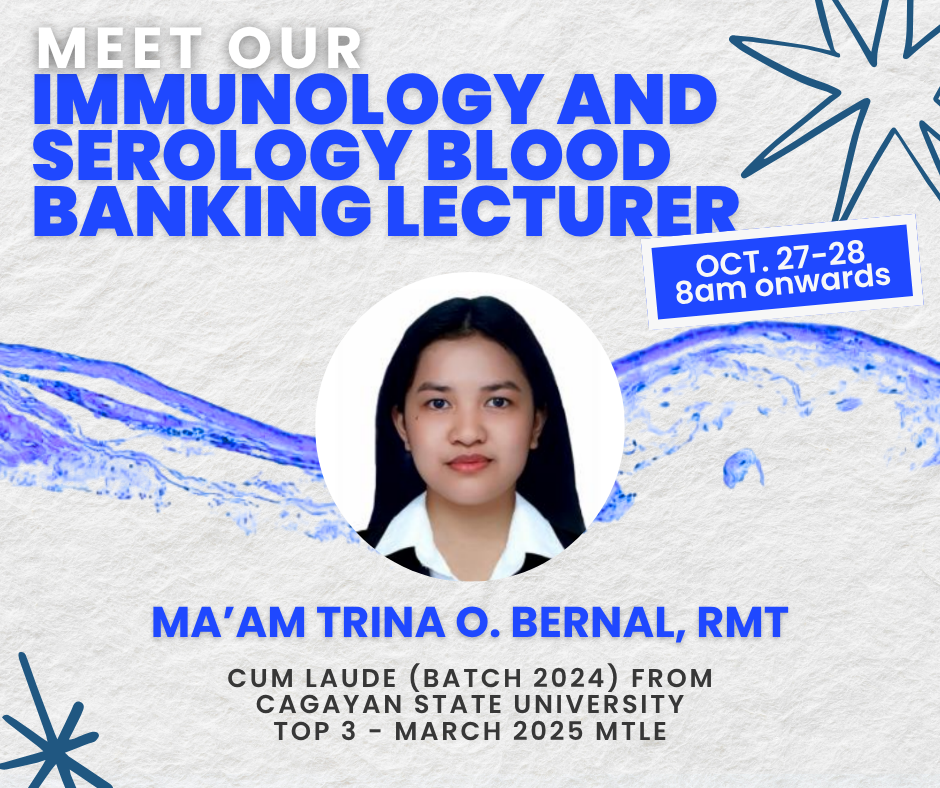 MEET OUR
IMMUNOLOGY AND
SEROLOGY BLOOD
BANKING LECTURER
OCT. 27-28
8am onwards
MA’AM TRINA O. BERNAL, RMT
CUM LAUDE (BATCH 2024) FROM
CAGAYAN STATE UNIVERSITY
TOP 3 - MARCH 2025 MTLE